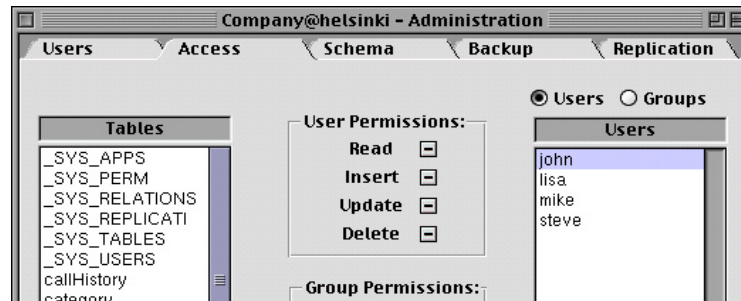 Company@helsinki – Administration
Users Access Schema Backup Replication
Users Groups
Tables
_SYS_APPS
_SYS_PERM
_SYS_RELATIONS
_SYS_REPLICATI
_SYS_TABLES
_SYS_USERS
callHistory
category
User Permissions:
Read
Insert
Update
Delete
Group Permissions:
Users
john
lisa
mike
steve